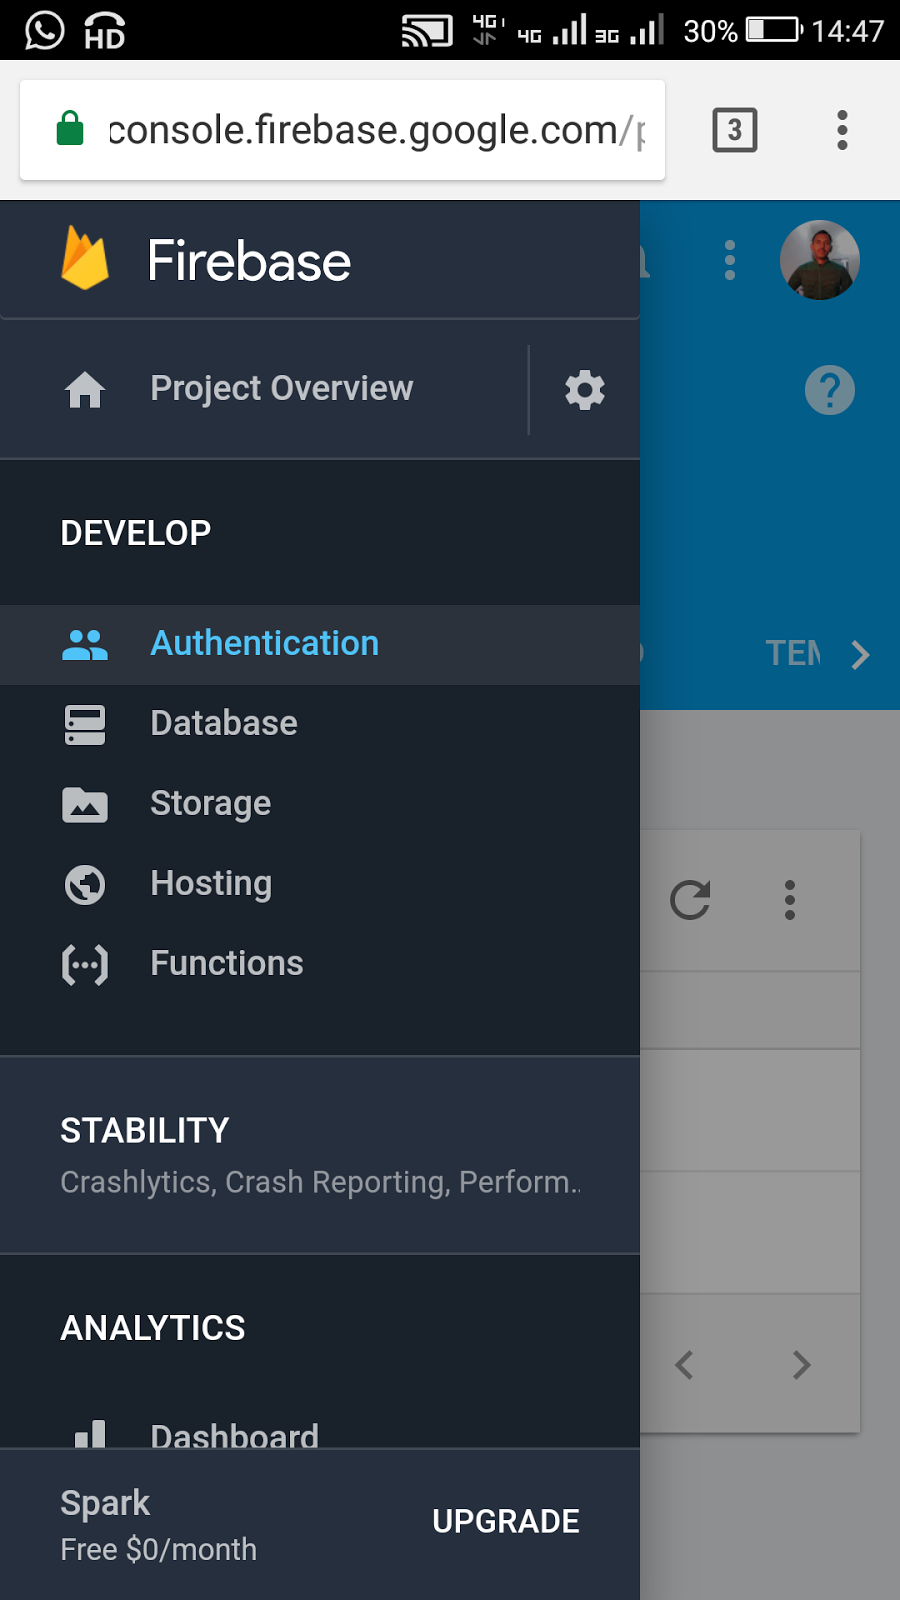 HD 4G 4G 3G 30% 14:47
console.firebase.google.com/p 3
Firebase
Project Overview
?
DEVELOP
Authentication
TEM
Database
Storage
Hosting
Functions
STABILITY
Crashlytics, Crash Reporting, Perform..
ANALYTICS
Dashboard
Spark
UPGRADE
Free $0/month